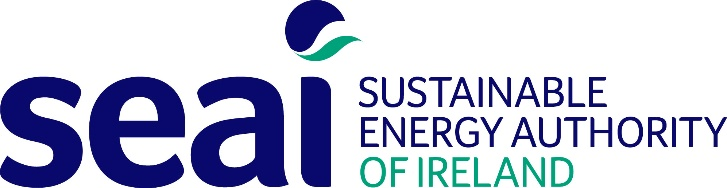 seai
SUSTAINABLE
ENERGY AUTHORITY
OF IRELAND